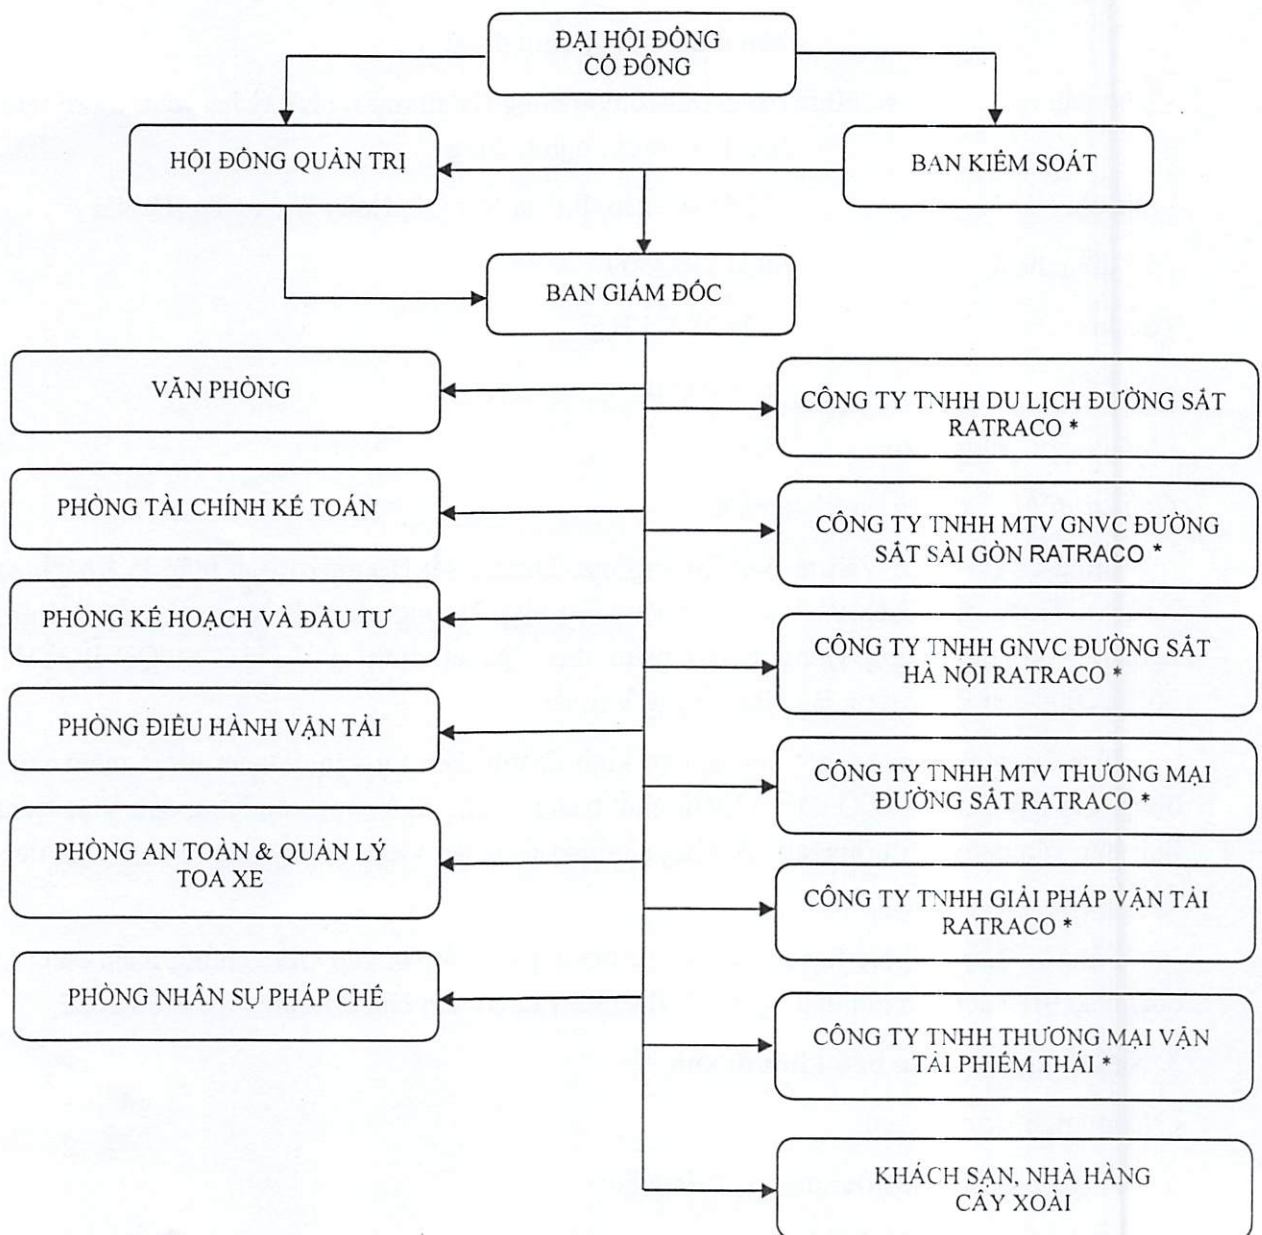 ĐẠI HỘI ĐỒNG
CỔ ĐÔNG
HỘI ĐỒNG QUẢN TRỊ
BAN KIỂM SOÁT
BAN GIÁM ĐỐC
VĂN PHÒNG
PHÒNG TÀI CHÍNH KẾ TOÁN
PHÒNG KẾ HOẠCH VÀ ĐẦU TƯ
PHÒNG ĐIỀU HÀNH VẬN TẢI
PHÒNG AN TOÀN & QUẢN LÝ
TOA XE
PHÒNG NHÂN SỰ PHÁP CHẾ
CÔNG TY TNHH DU LỊCH ĐƯỜNG SẮT
RATRACO *
CÔNG TY TNHH MTV GNVC ĐƯỜNG
SẮT SÀI GÒN RATRACO *
CÔNG TY TNHH GNVC ĐƯỜNG SẮT
HÀ NỘI RATRACO *
CÔNG TY TNHH MTV THƯƠNG MẠI
ĐƯỜNG SẮT RATRACO *
CÔNG TY TNHH GIẢI PHÁP VẬN TẢI
RATRACO *
CÔNG TY TNHH THƯƠNG MẠI VẬN
TẢI PHIẾM THÁI *
KHÁCH SẠN, NHÀ HÀNG
CÂY XOÀI